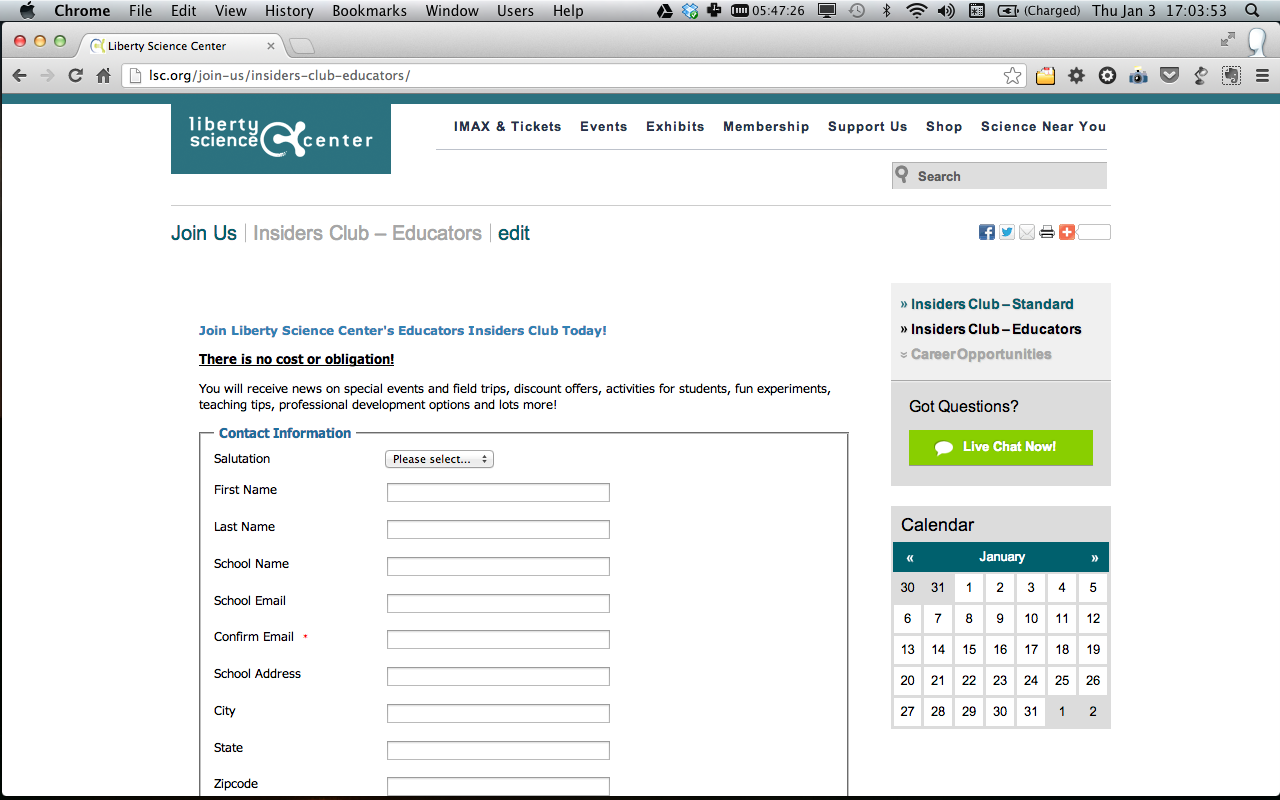 Chrome File Edit View History Bookmarks Window Users Help 05:47:26 (Charged) Thu Jan 3 17:03:53
Liberty Science Center
lsc.org/join-us/insiders-club-educators/
liberty science center
IMAX & Tickets Events Exhibits Membership Support Us Shop Science Near You
Search
Join Us | Insiders Club – Educators | edit
» Insiders Club – Standard
» Insiders Club – Educators
Career Opportunities
Got Questions?
Live Chat Now!
Join Liberty Science Center's Educators Insiders Club Today!
There is no cost or obligation!
You will receive news on special events and field trips, discount offers, activities for students, fun experiments,
teaching tips, professional development options and lots more!
Contact Information
Salutation Please select...
First Name
Last Name
School Name
School Email
Confirm Email *
School Address
City
State
Zipcode
Calendar
« January »
30 31 1 2 3 4 5
6 7 8 9 10 11 12
13 14 15 16 17 18 19
20 21 22 23 24 25 26
27 28 29 30 31 1 2